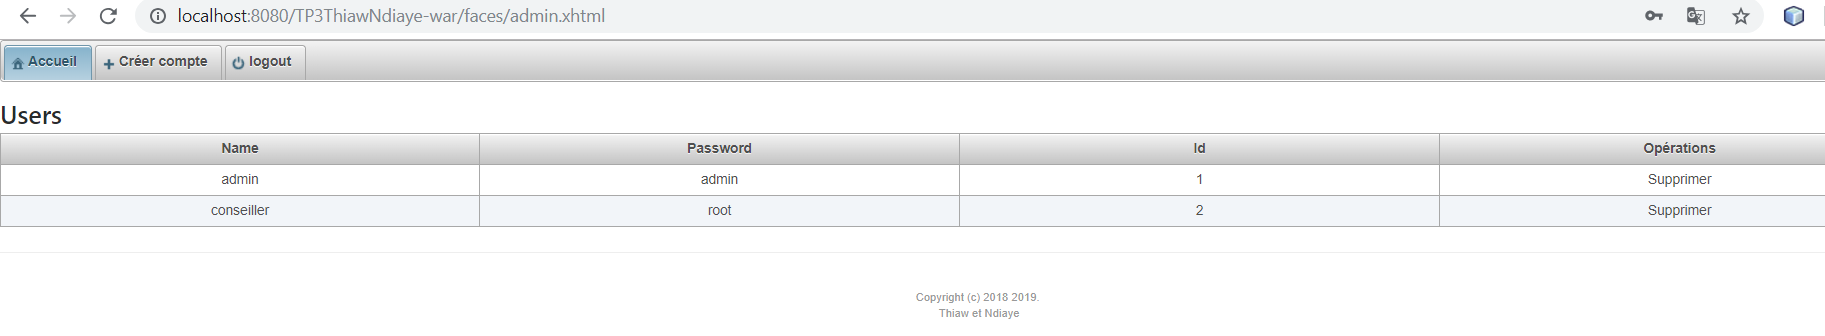 localhost:8080/TP3ThiawNdiaye-war/faces/admin.xhtml
Accueil Créer compte logout
Users
Name Password Id Opérations
admin admin 1 Supprimer
conseiller root 2 Supprimer
Copyright (c) 2018 2019.
Thiaw et Ndiaye